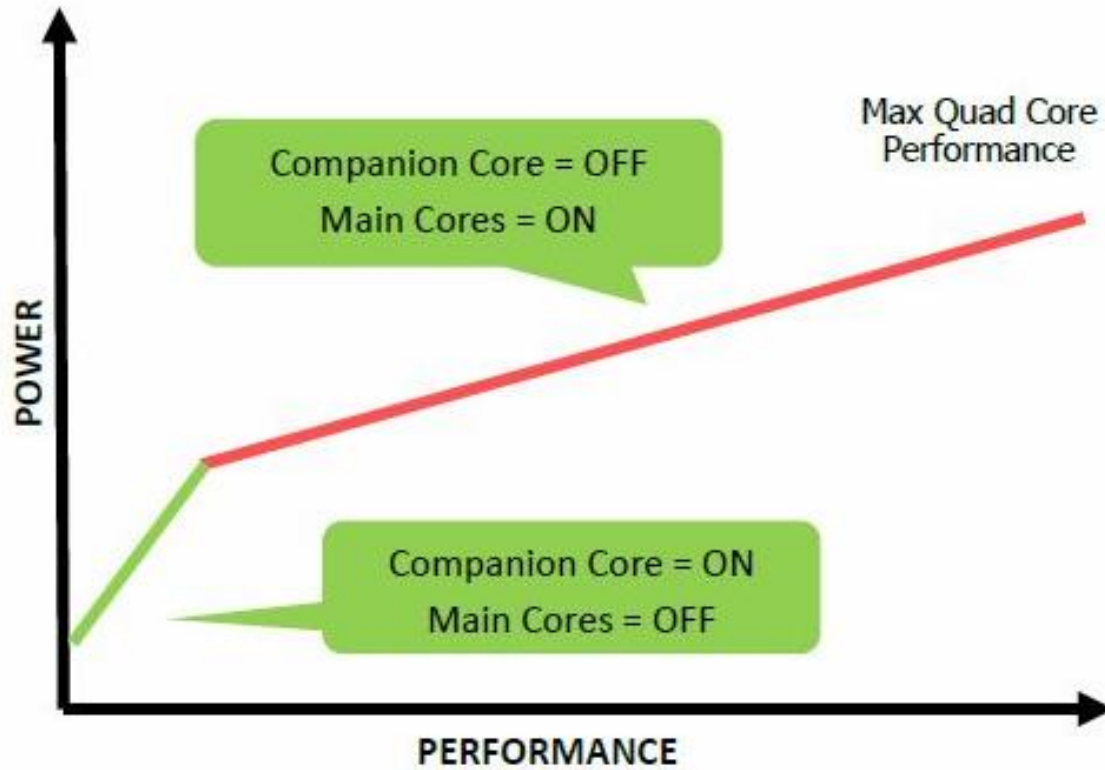 Max Quad Core
Performance
Companion Core = OFF
Main Cores = ON
POWER
Companion Core = ON
Main Cores = OFF
PERFORMANCE